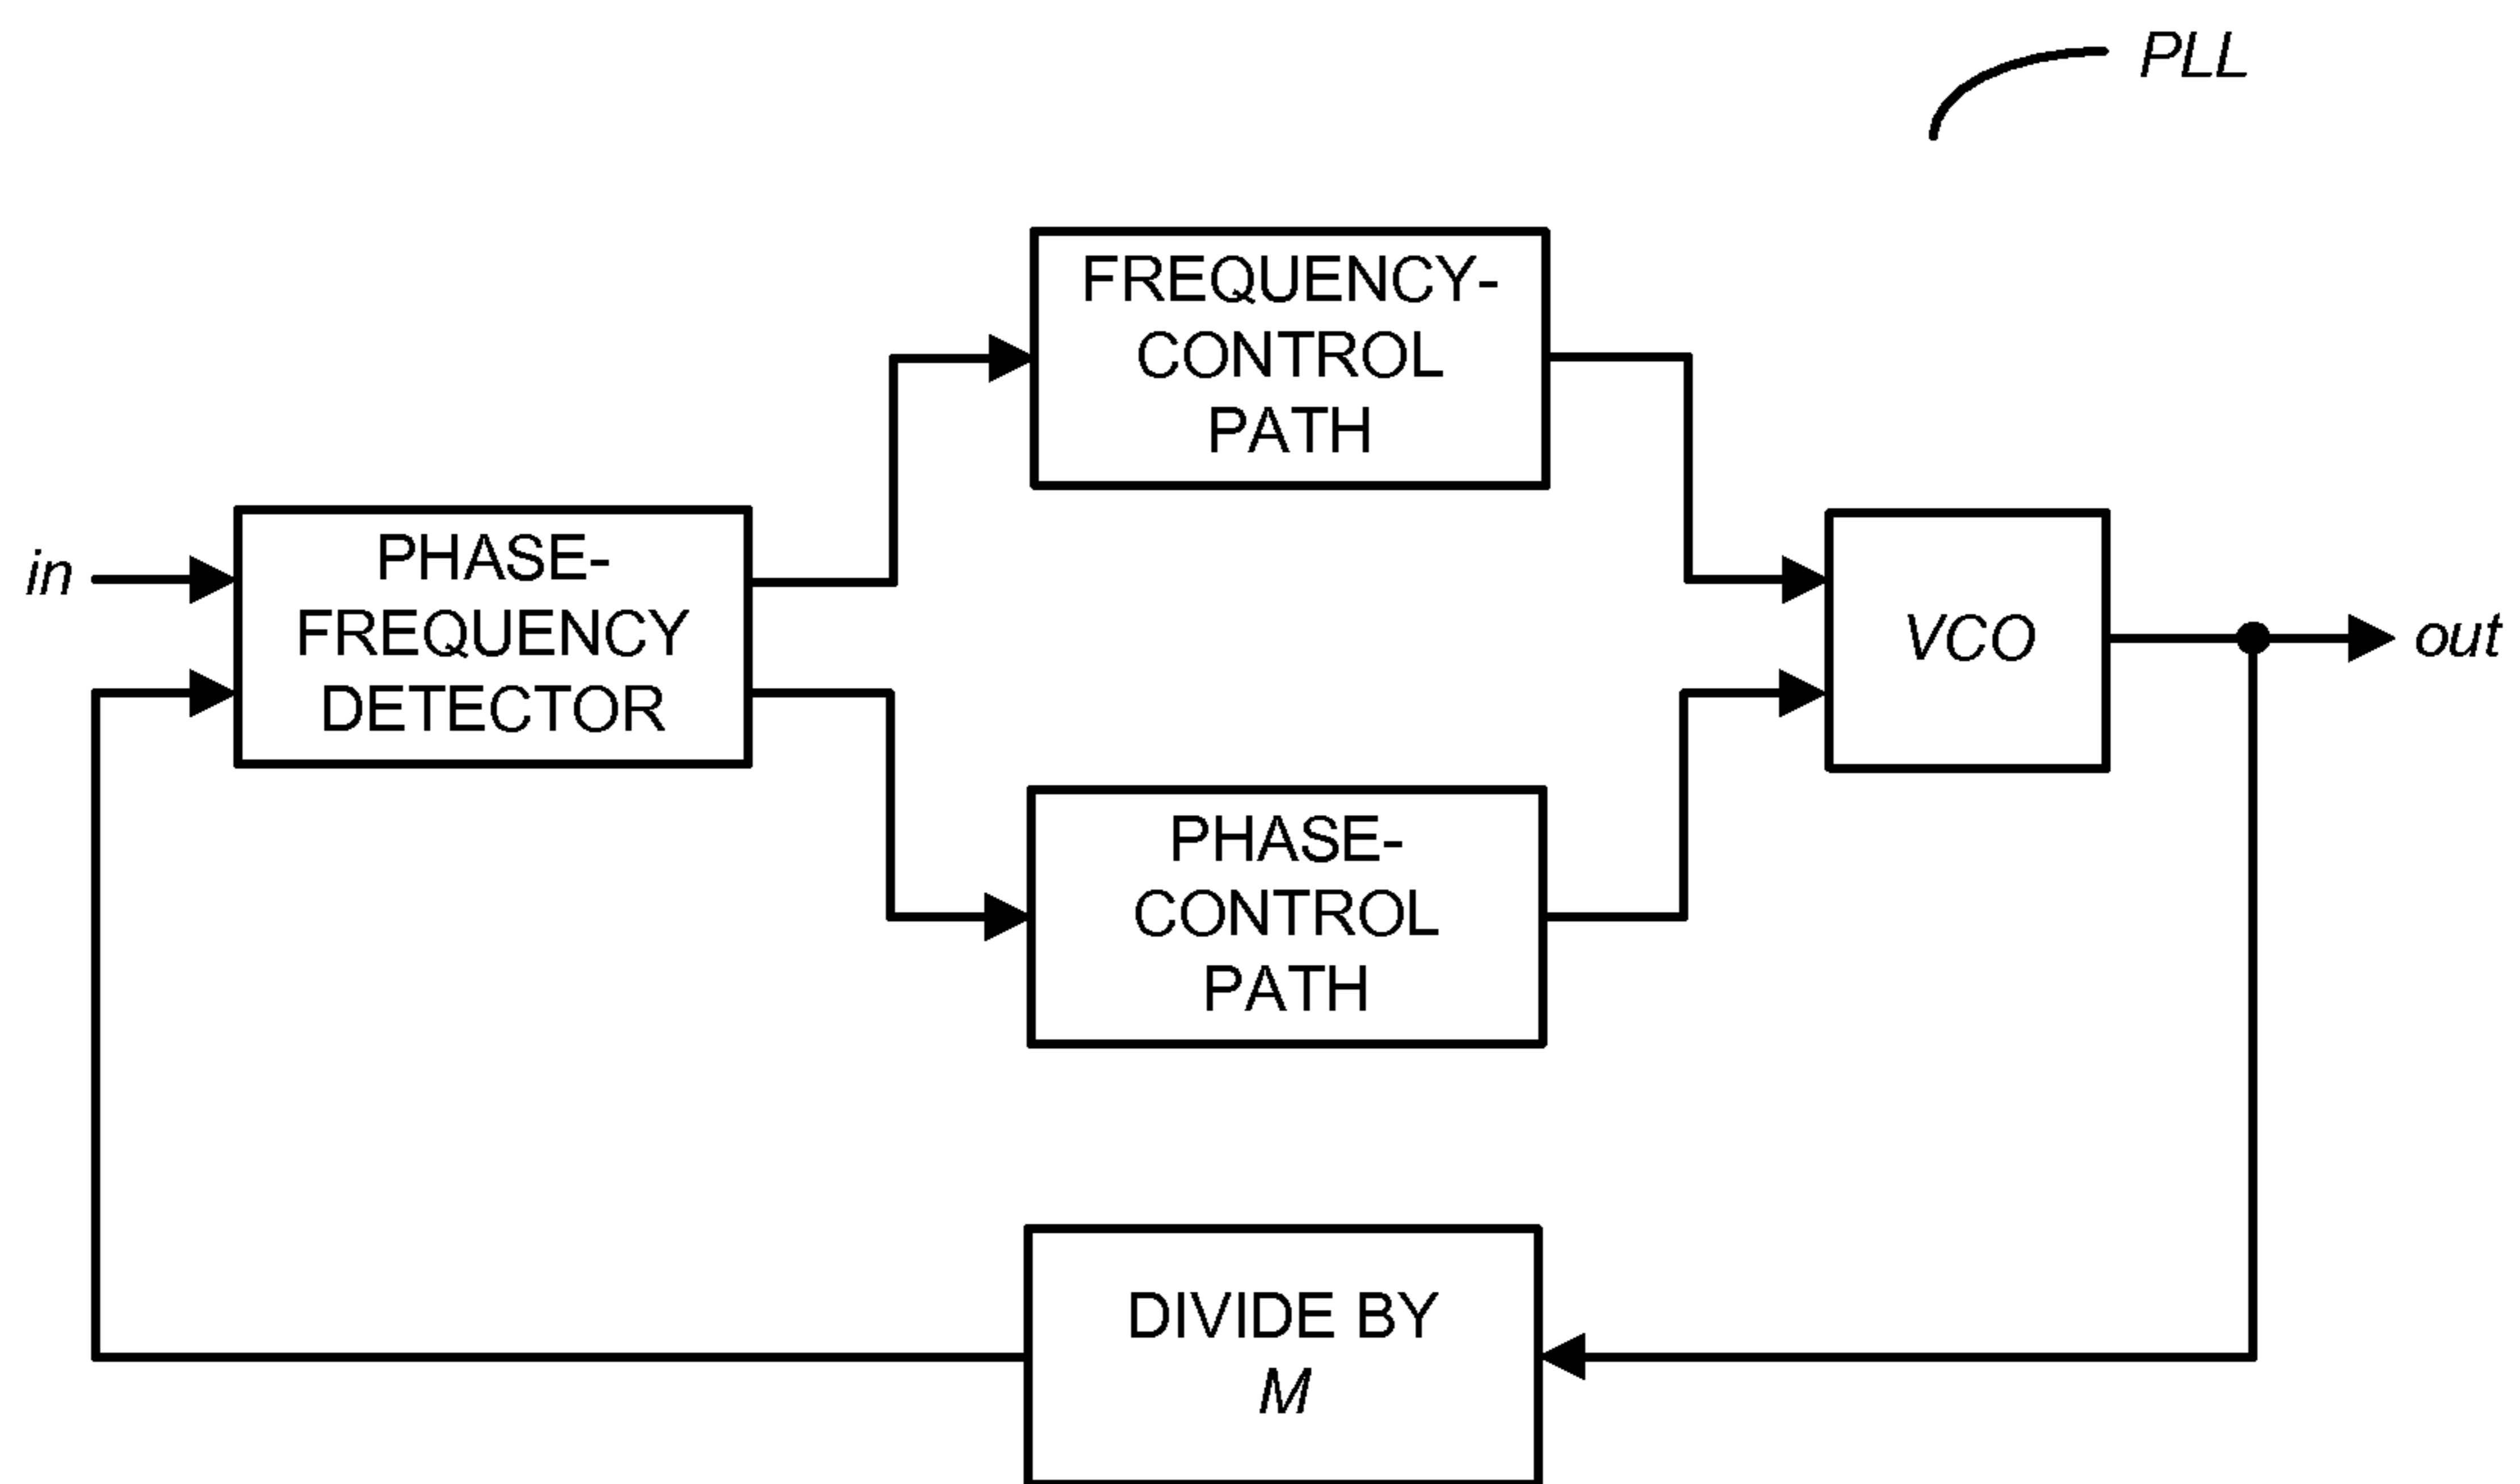 PLL
FREQUENCY-
CONTROL
PATH
in
PHASE-
FREQUENCY
DETECTOR
VCO
out
PHASE-
CONTROL
PATH
DIVIDE BY
M